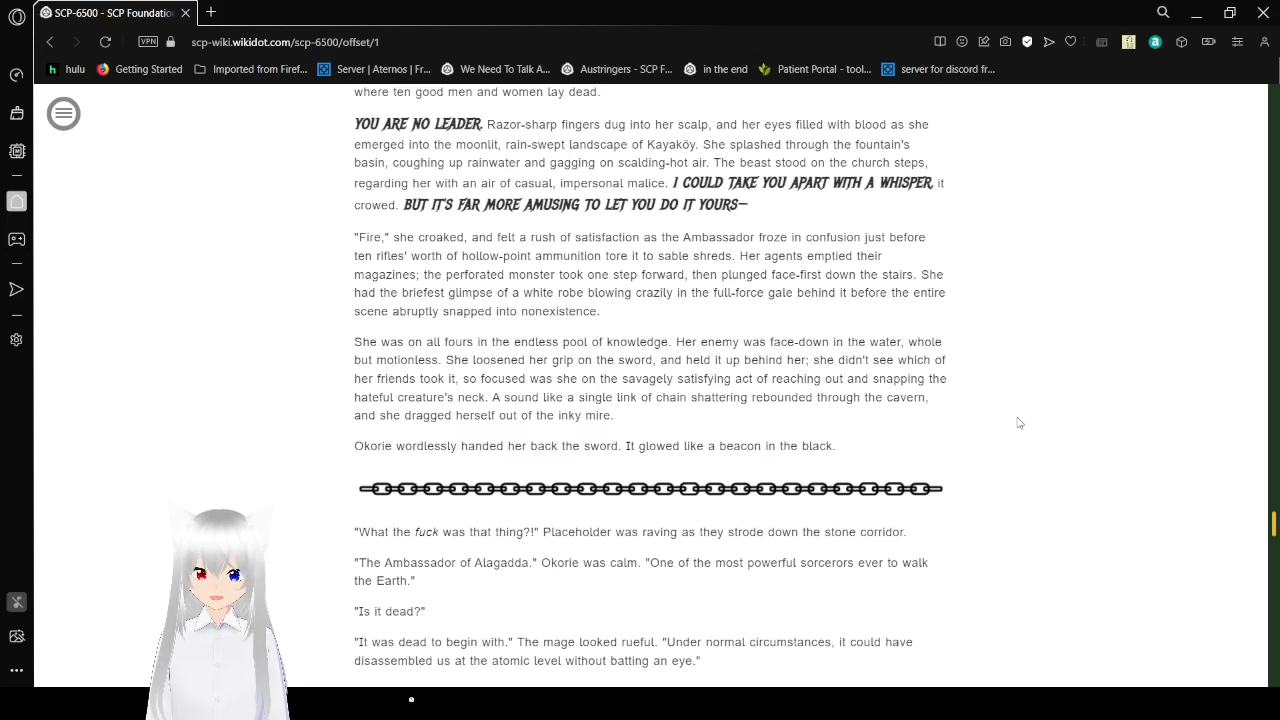 SCP-6500 - SCP Foundatio
scp-wiki.wikidot.com/scp-6500/offset/1
VPN
hulu
Getting Started
Imported from Firef...
Server | Aternos | Fr...
We Need To Talk A...
Austringers - SCP F...
in the end
Patient Portal - tool...
server for discord fr...
where ten good men and women lay dead.
YOU ARE NO LEADER. Razor-sharp fingers dug into her scalp, and her eyes filled with blood as she
emerged into the moonlit, rain-swept landscape of Kayaköy. She splashed through the fountain's
basin, coughing up rainwater and gagging on scalding-hot air. The beast stood on the church steps,
regarding her with an air of casual, impersonal malice. I COULD TAKE YOU APART WITH A WHISPER, it
crowed. BUT IT'S FAR MORE AMUSING TO LET YOU DO IT YOURS—
"Fire," she croaked, and felt a rush of satisfaction as the Ambassador froze in confusion just before
ten rifles' worth of hollow-point ammunition tore it to sable shreds. Her agents emptied their
magazines; the perforated monster took one step forward, then plunged face-first down the stairs. She
had the briefest glimpse of a white robe blowing crazily in the full-force gale behind it before the entire
scene abruptly snapped into nonexistence.
She was on all fours in the endless pool of knowledge. Her enemy was face-down in the water, whole
but motionless. She loosened her grip on the sword, and held it up behind her; she didn't see which of
her friends took it, so focused was she on the savagely satisfying act of reaching out and snapping the
hateful creature's neck. A sound like a single link of chain shattering rebounded through the cavern,
and she dragged herself out of the inky mire.
Okorie wordlessly handed her back the sword. It glowed like a beacon in the black.
"What the fuck was that thing?!" Placeholder was raving as they strode down the stone corridor.
"The Ambassador of Alagadda." Okorie was calm. "One of the most powerful sorcerors ever to walk
the Earth."
"Is it dead?"
"It was dead to begin with." The mage looked rueful. "Under normal circumstances, it could have
disassembled us at the atomic level without batting an eye."